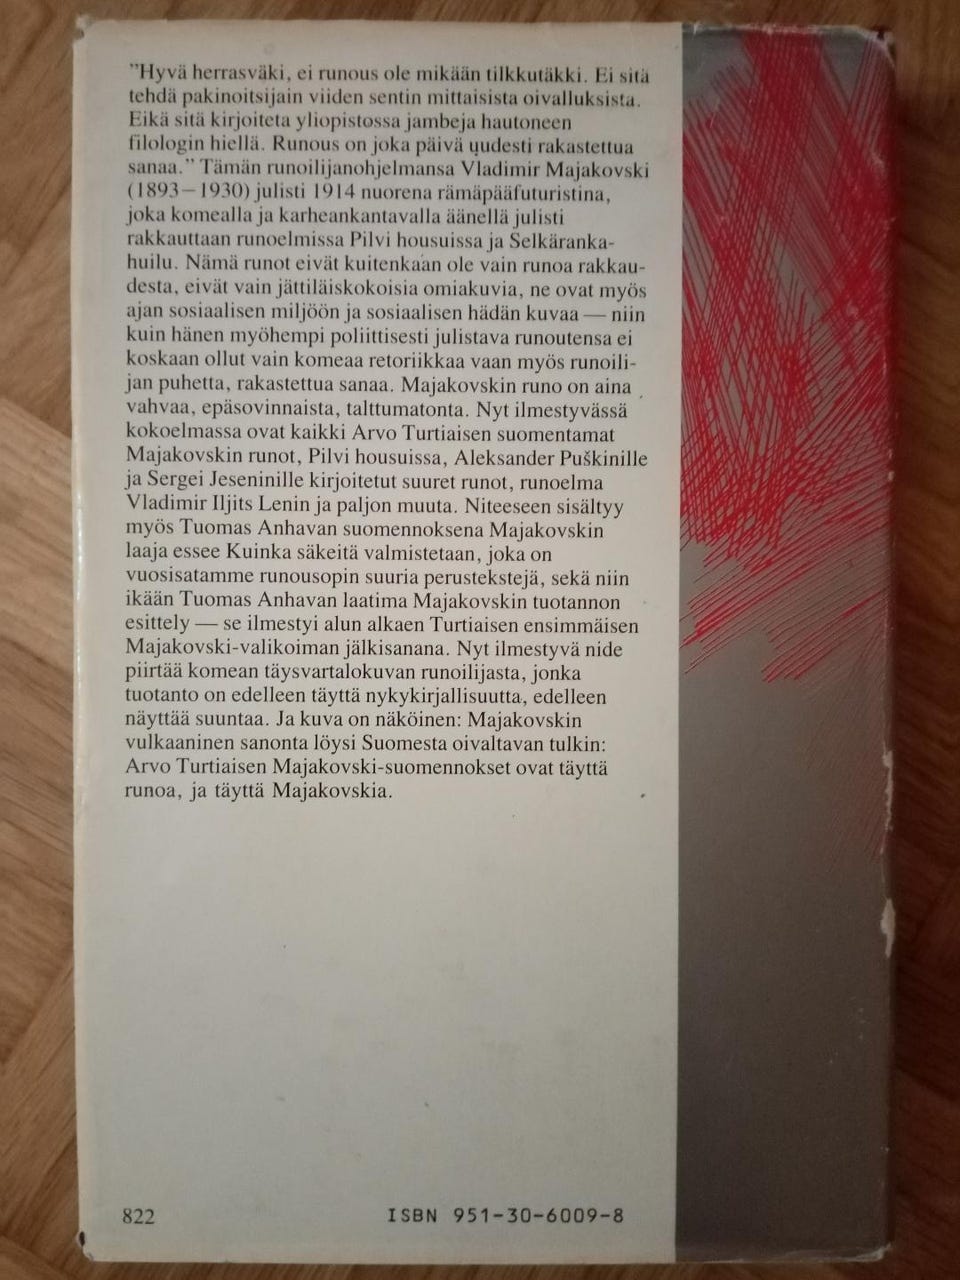 "Hyvä herrasväki, ei runous ole mikään tilkkutäkki. Ei sitä
tehdä pakinoitsijain viiden sentin mittaisista oivalluksista.
Eikä sitä kirjoiteta yliopistossa jambeja hautoneen
filologin hiellä. Runous on joka päivä uudesti rakastettua
sanaa." Tämän runoilijanohjelmansa Vladimir Majakovski
(1893—1930) julisti 1914 nuorena rämäpääfuturistina,
joka komealla ja karheankantavalla äänellä julisti
rakkauttaan runoelmissa Pilvi housuissa ja Selkäranka-
huilu. Nämä runot eivät kuitenkaan ole vain runoa rakkau-
desta, eivät vain jättiläiskokoisia omiakuvia, ne ovat myös
ajan sosiaalisen miljöön ja sosiaalisen hädän kuvaa — niin
kuin hänen myöhempi poliittisesti julistava runoutensa ei
koskaan ollut vain komeaa retoriikkaa vaan myös runoili-
jan puhetta, rakastettua sanaa. Majakovskin runo on aina
vahvaa, epäsovinnaista, talttumatonta. Nyt ilmestyvässä
kokoelmassa ovat kaikki Arvo Turtiaisen suomentamat
Majakovskin runot, Pilvi housuissa, Aleksander Puškinille
ja Sergei Jeseninille kirjoitetut suuret runot, runoelma
Vladimir Iljits Lenin ja paljon muuta. Niteeseen sisältyy
myös Tuomas Anhavan suomennoksena Majakovskin
laaja essee Kuinka säkeitä valmistetaan, joka on
vuosisatamme runousopin suuria perustekstejä, sekä niin
ikään Tuomas Anhavan laatima Majakovskin tuotannon
esittely — se ilmestyi alun alkaen Turtiaisen ensimmäisen
Majakovski-valikoiman jälkisanana. Nyt ilmestyvä nide
piirtää komean täysvartalokuvan runoilijasta, jonka
tuotanto on edelleen täyttä nykykirjallisuutta, edelleen
näyttää suuntaa. Ja kuva on näköinen: Majakovskin
vulkaaninen sanonta löysi Suomesta oivaltavan tulkin:
Arvo Turtiaisen Majakovski-suomennokset ovat täyttä
runoa, ja täyttä Majakovskia.
822
ISBN 951-30-6009-8